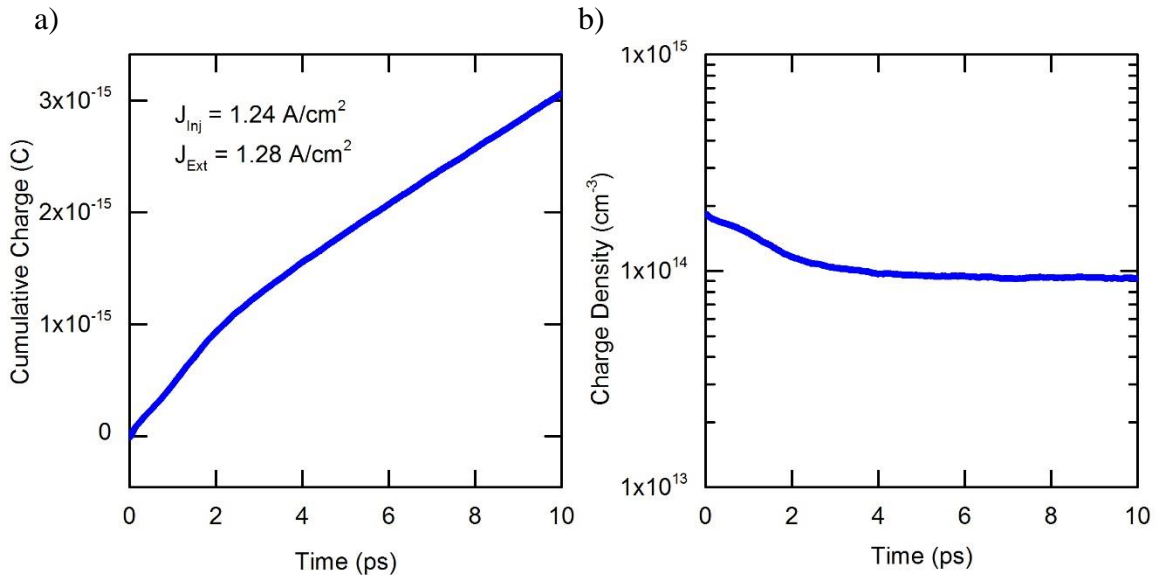 a)
3x10⁻¹⁵
2x10⁻¹⁵
1x10⁻¹⁵
0
Cumulative Charge (C)
J_Inj = 1.24 A/cm²
J_Ext = 1.28 A/cm²
0 2 4 6 8 10
Time (ps)
b)
1x10¹⁵
1x10¹⁴
1x10¹³
Charge Density (cm⁻³)
0 2 4 6 8 10
Time (ps)